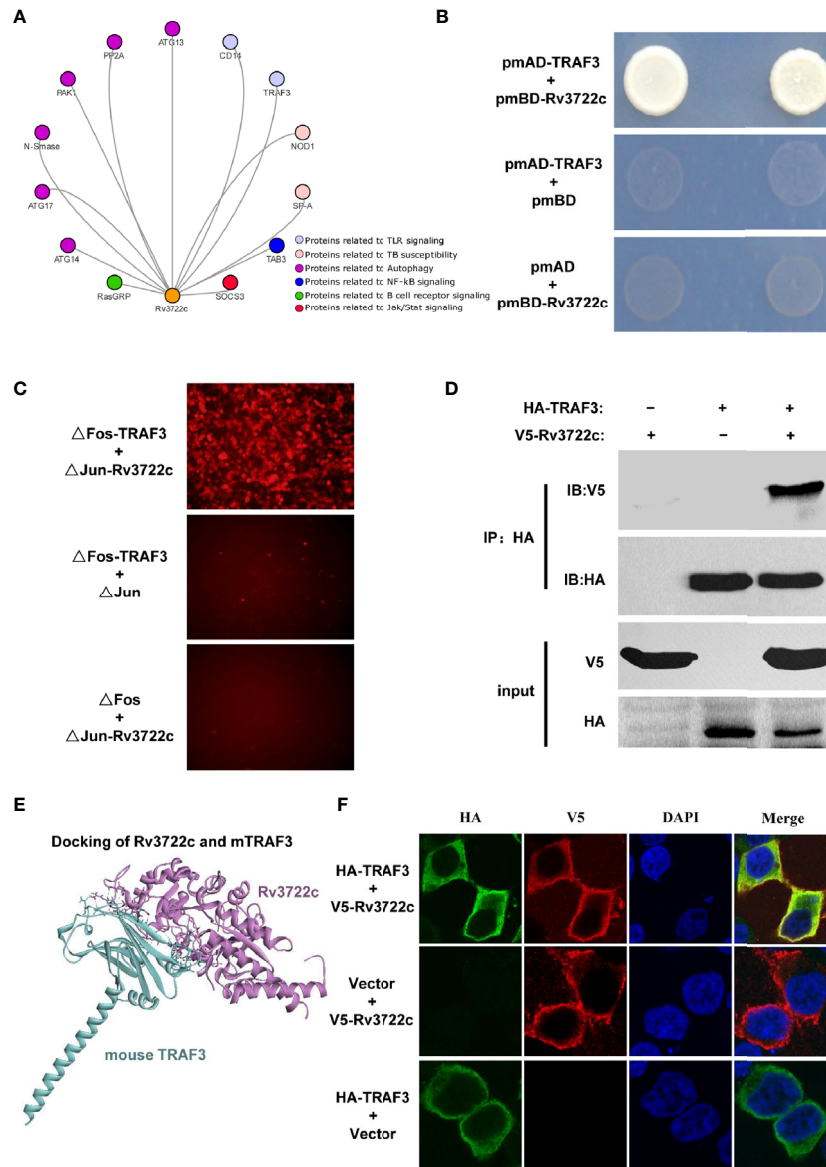 A
ATG13
PP2A
CD14
PAK1
TRAF3
N-Smase
NOD1
ATG17
SP-A
ATG14
TAB3
RasGRP
Rv3722c
SOCS3
Proteins related to TLR signaling
Proteins related to TB susceptibility
Proteins related to Autophagy
Proteins related to NF-kB signaling
Proteins related to B cell receptor signaling
Proteins related to Jak/Stat signaling
B
pmAD-TRAF3
+
pmBD-Rv3722c
pmAD-TRAF3
+
pmBD
pmAD
+
pmBD-Rv3722c
C
△Fos-TRAF3
+
△Jun-Rv3722c
△Fos-TRAF3
+
△Jun
△Fos
+
△Jun-Rv3722c
D
HA-TRAF3: - + +
V5-Rv3722c: + - +
IP: HA
IB:V5
IB:HA
input
V5
HA
E
Docking of Rv3722c and mTRAF3
Rv3722c
mouse TRAF3
F
HA V5 DAPI Merge
HA-TRAF3
+
V5-Rv3722c
Vector
+
V5-Rv3722c
HA-TRAF3
+
Vector